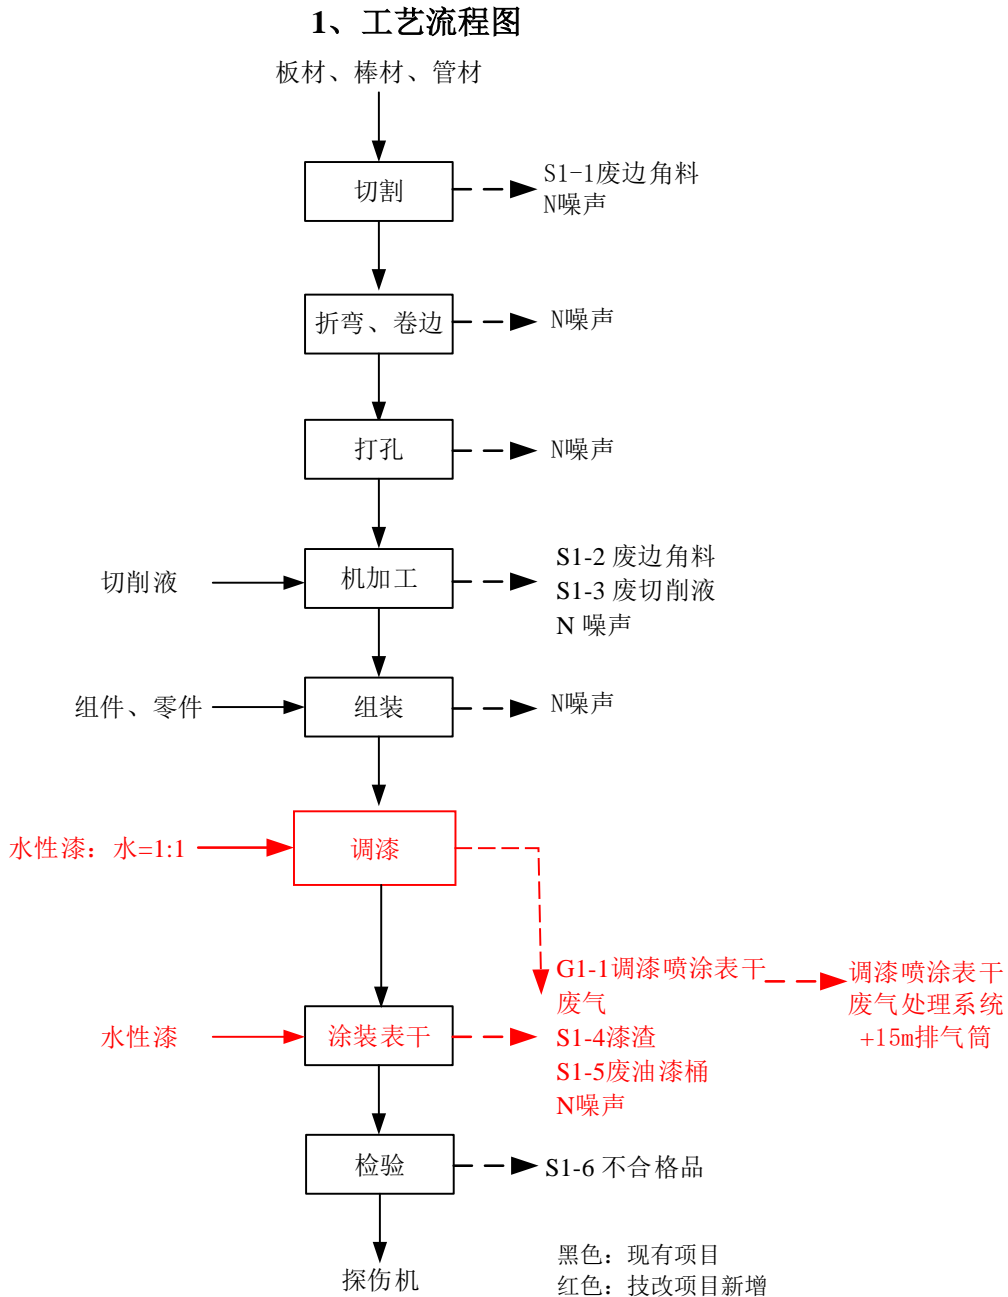 1、工艺流程图
板材、棒材、管材
切割
S1-1废边角料
N噪声
折弯、卷边
N噪声
打孔
N噪声
切削液
机加工
S1-2 废边角料
S1-3 废切削液
N 噪声
组件、零件
组装
N噪声
水性漆：水=1:1
调漆
G1-1调漆喷涂表干
废气
调漆喷涂表干
废气处理系统
+15m排气筒
水性漆
涂装表干
S1-4漆渣
S1-5废油漆桶
N噪声
检验
S1-6 不合格品
探伤机
黑色：现有项目
红色：技改项目新增